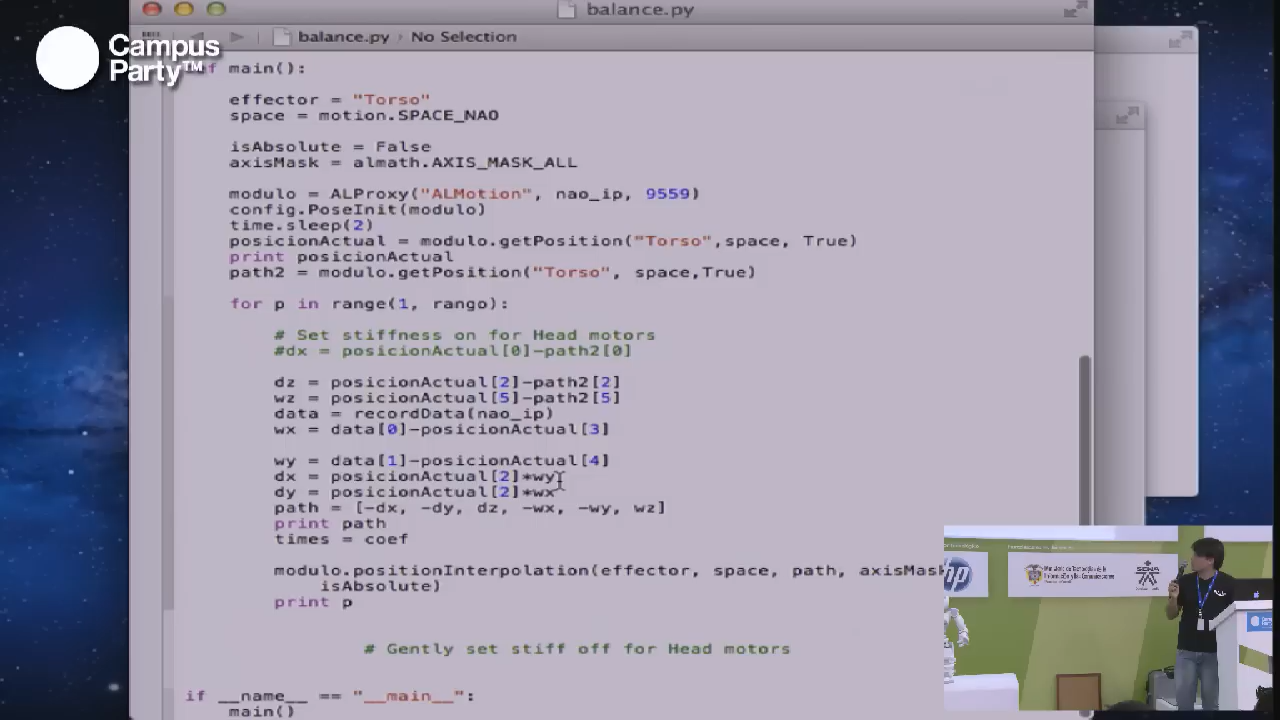 balance.py
balance.py › No Selection
Campus
Party™
def main():
effector = "Torso"
space = motion.SPACE_NAO
isAbsolute = False
axisMask = almath.AXIS_MASK_ALL
modulo = ALProxy("ALMotion", nao_ip, 9559)
config.PoseInit(modulo)
time.sleep(2)
posicionActual = modulo.getPosition("Torso",space, True)
print posicionActual
path2 = modulo.getPosition("Torso", space,True)
for p in range(1, rango):
# Set stiffness on for Head motors
#dx = posicionActual[0]-path2[0]
dz = posicionActual[2]-path2[2]
wz = posicionActual[5]-path2[5]
data = recordData(nao_ip)
wx = data[0]-posicionActual[3]
wy = data[1]-posicionActual[4]
dx = posicionActual[2]*wy
dy = posicionActual[2]*wx
path = [-dx, -dy, dz, -wx, -wy, wz]
print path
times = coef
modulo.positionInterpolation(effector, space, path, axisMask
isAbsolute)
print p
# Gently set stiff off for Head motors
if __name__ == "__main__":
main()
hp
SENA